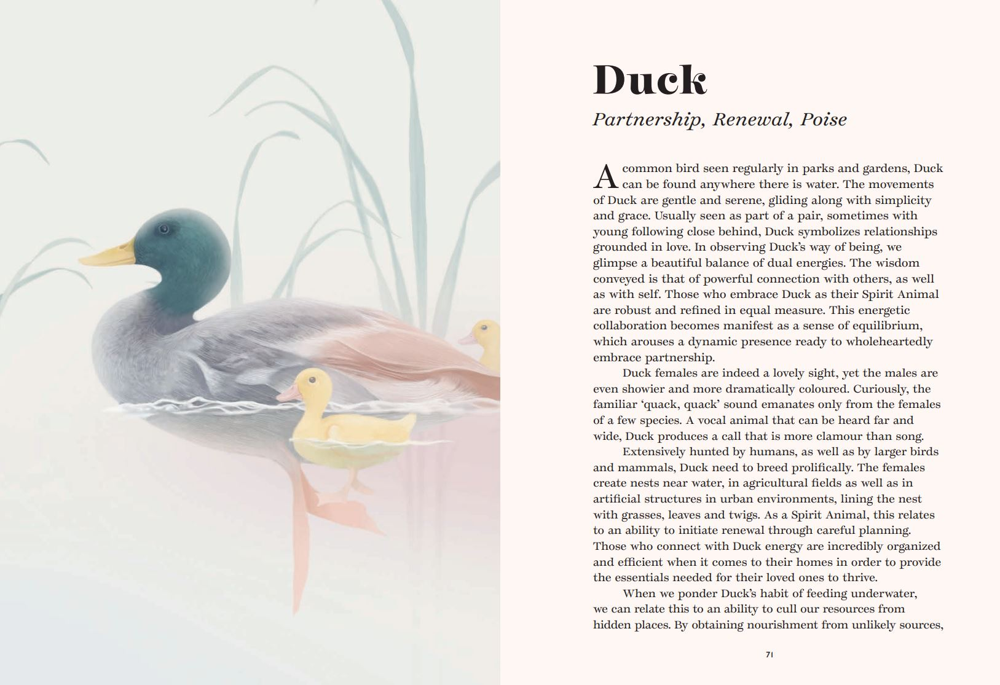 Duck
Partnership, Renewal, Poise
A common bird seen regularly in parks and gardens, Duck
can be found anywhere there is water. The movements
of Duck are gentle and serene, gliding along with simplicity
and grace. Usually seen as part of a pair, sometimes with
young following close behind, Duck symbolizes relationships
grounded in love. In observing Duck’s way of being, we
glimpse a beautiful balance of dual energies. The wisdom
conveyed is that of powerful connection with others, as well
as with self. Those who embrace Duck as their Spirit Animal
are robust and refined in equal measure. This energetic
collaboration becomes manifest as a sense of equilibrium,
which arouses a dynamic presence ready to wholeheartedly
embrace partnership.
Duck females are indeed a lovely sight, yet the males are
even showier and more dramatically coloured. Curiously, the
familiar ‘quack, quack’ sound emanates only from the females
of a few species. A vocal animal that can be heard far and
wide, Duck produces a call that is more clamour than song.
Extensively hunted by humans, as well as by larger birds
and mammals, Duck need to breed prolifically. The females
create nests near water, in agricultural fields as well as in
artificial structures in urban environments, lining the nest
with grasses, leaves and twigs. As a Spirit Animal, this relates
to an ability to initiate renewal through careful planning.
Those who connect with Duck energy are incredibly organized
and efficient when it comes to their homes in order to provide
the essentials needed for their loved ones to thrive.
When we ponder Duck’s habit of feeding underwater,
we can relate this to an ability to cull our resources from
hidden places. By obtaining nourishment from unlikely sources,
71